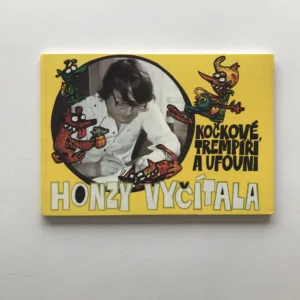 KOČKOVÉ,
TREMPÍŘI
A UFOUNI
HONZY VYČÍTALA